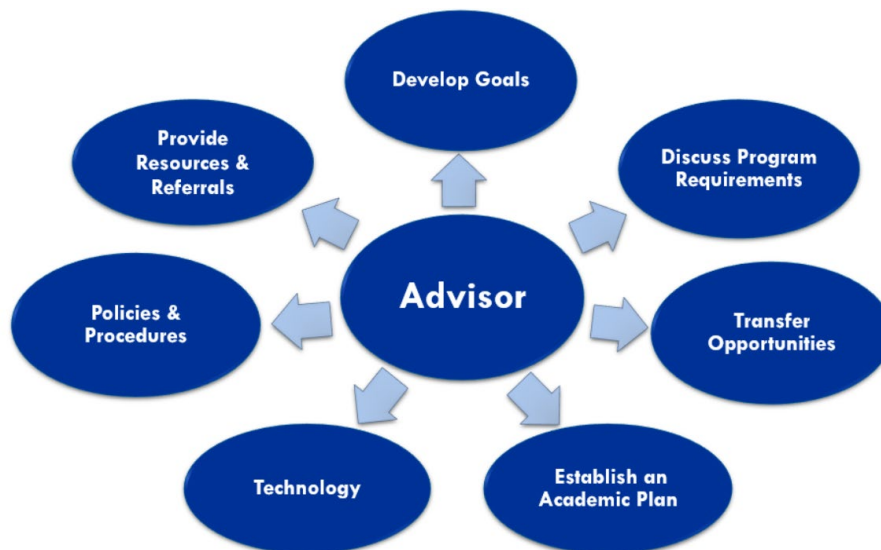 Develop Goals
Provide
Resources &
Referrals
Discuss Program
Requirements
Advisor
Policies &
Procedures
Transfer
Opportunities
Technology
Establish an
Academic Plan